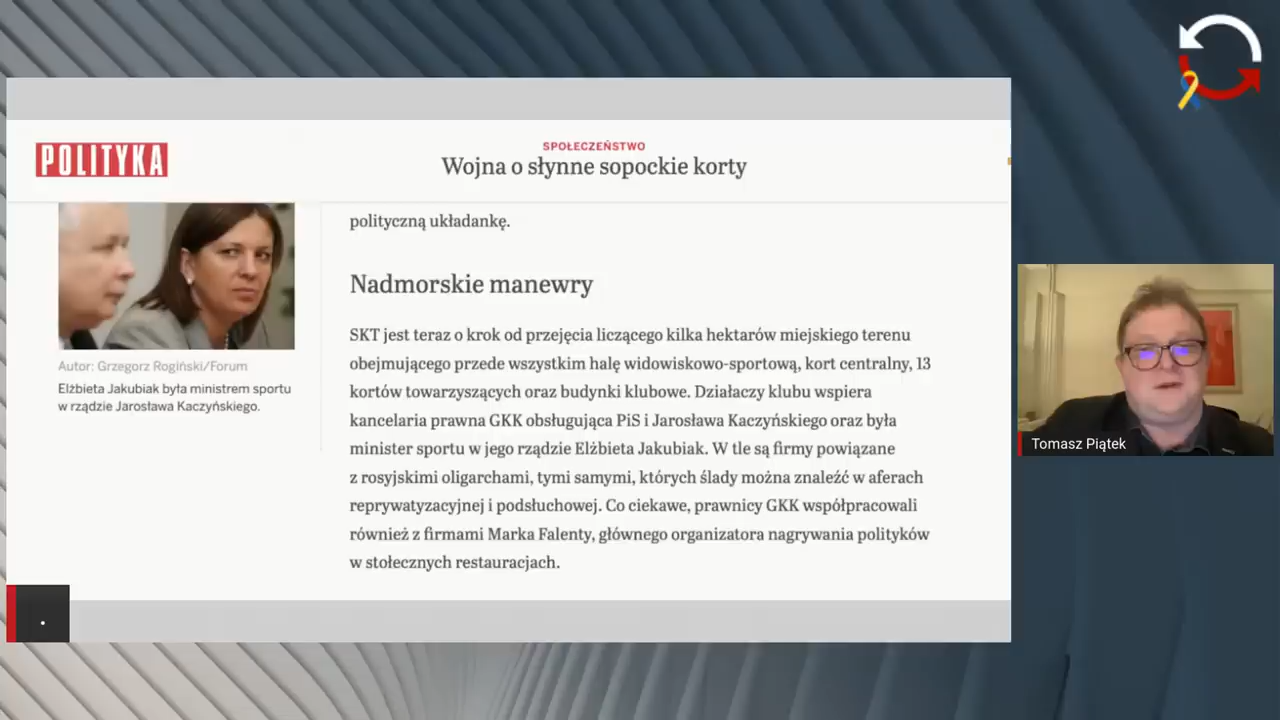 POLITYKA
SPOŁECZEŃSTWO
Wojna o słynne sopockie korty
polityczną układankę.
Nadmorskie manewry
SKT jest teraz o krok od przejęcia liczącego kilka hektarów miejskiego terenu
obejmującego przede wszystkim halę widowiskowo-sportową, kort centralny, 13
kortów towarzyszących oraz budynki klubowe. Działaczy klubu wspiera
kancelaria prawna GKK obsługująca PiS i Jarosława Kaczyńskiego oraz była
minister sportu w jego rządzie Elżbieta Jakubiak. W tle są firmy powiązane
z rosyjskimi oligarchami, tymi samymi, których ślady można znaleźć w aferach
reprywatyzacyjnej i podsłuchowej. Co ciekawe, prawnicy GKK współpracowali
również z firmami Marka Falenty, głównego organizatora nagrywania polityków
w stołecznych restauracjach.
Autor: Grzegorz Rogiński/Forum
Elżbieta Jakubiak była ministrem sportu
w rządzie Jarosława Kaczyńskiego.
Tomasz Piątek
.